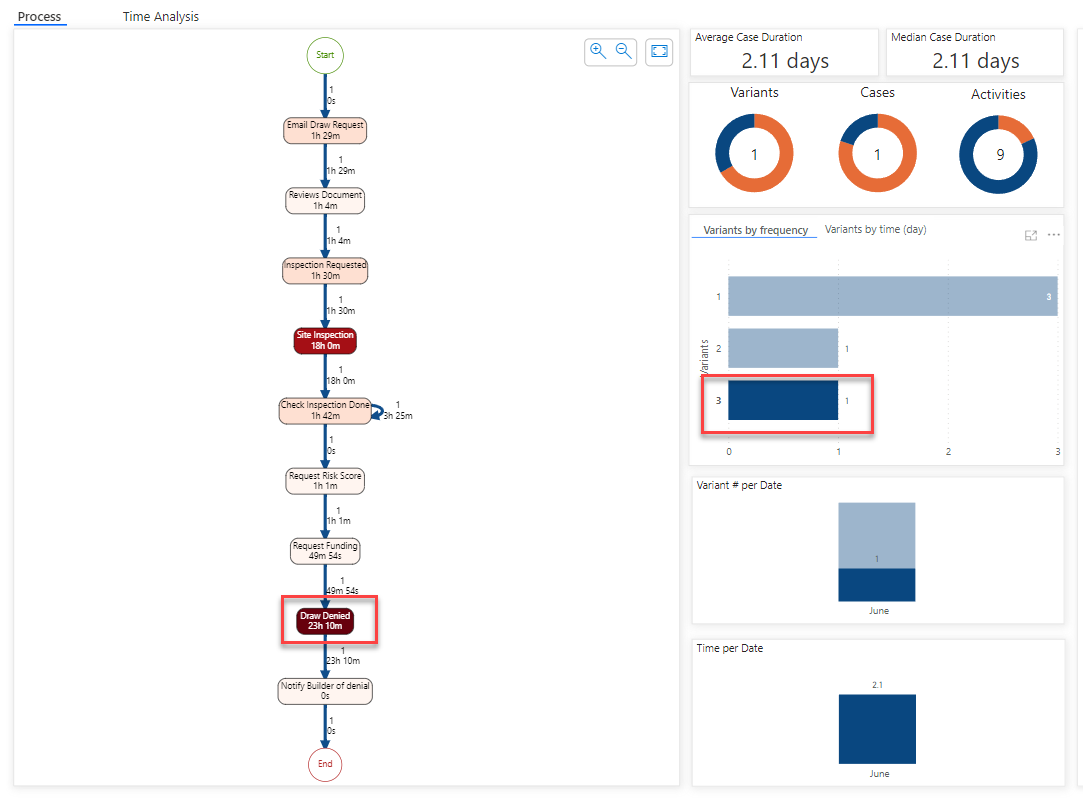 Process
Time Analysis
Start
1
0s
Email Draw Request
1h 29m
1
1h 29m
Reviews Document
1h 4m
1
1h 4m
Inspection Requested
1h 30m
1
1h 30m
Site Inspection
18h 0m
1
18h 0m
Check Inspection Done
1h 42m
1
3h 25m
1
0s
Request Risk Score
1h 1m
1
1h 1m
Request Funding
49m 54s
1
49m 54s
Draw Denied
23h 10m
1
23h 10m
Notify Builder of denial
0s
1
0s
End
Average Case Duration
2.11 days
Median Case Duration
2.11 days
Variants
1
Cases
1
Activities
9
Variants by frequency
Variants by time (day)
Variants
1
3
2
1
3
1
0
1
2
3
Variant # per Date
1
June
Time per Date
2.1
June